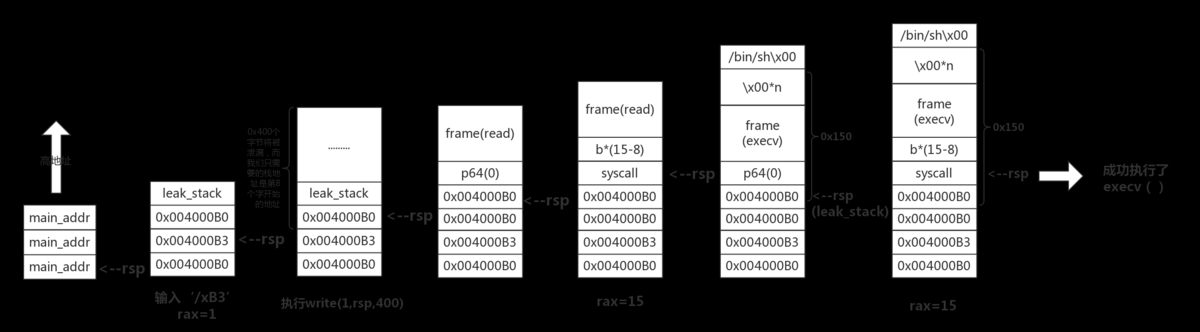 高地址
main_addr
main_addr
main_addr
<--rsp
leak_stack
0x004000B0
0x004000B3
0x004000B0
<--rsp
输入‘/xB3’
rax=1
0x400个
字节将被
泄漏，而
我们只需
要的栈地
址是第8
个字开始
的地址
.........
leak_stack
0x004000B0
0x004000B3
0x004000B0
<--rsp
执行write(1,rsp,400)
frame(read)
p64(0)
0x004000B0
0x004000B0
0x004000B3
0x004000B0
<--rsp
frame(read)
b*(15-8)
syscall
0x004000B0
0x004000B0
0x004000B3
0x004000B0
<--rsp
rax=15
/bin/sh\x00
\x00*n
frame
(execv)
p64(0)
0x004000B0
0x004000B0
0x004000B3
0x004000B0
0x150
<--rsp
(leak_stack)
/bin/sh\x00
\x00*n
frame
(execv)
b*(15-8)
syscall
0x004000B0
0x004000B0
0x004000B3
0x004000B0
0x150
<--rsp
rax=15
成功执行了
execv（ ）